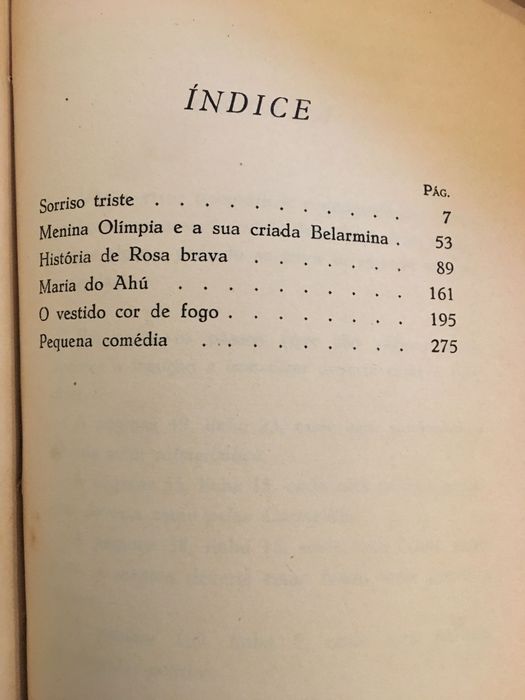 ÍNDICE
PÁG.
Sorriso triste . . . . . . . . . . . 7
Menina Olímpia e a sua criada Belarmina . 53
História de Rosa brava . . . . . . . 89
Maria do Ahú . . . . . . . . . . 161
O vestido cor de fogo . . . . . . . . 195
Pequena comédia . . . . . . . . . 275